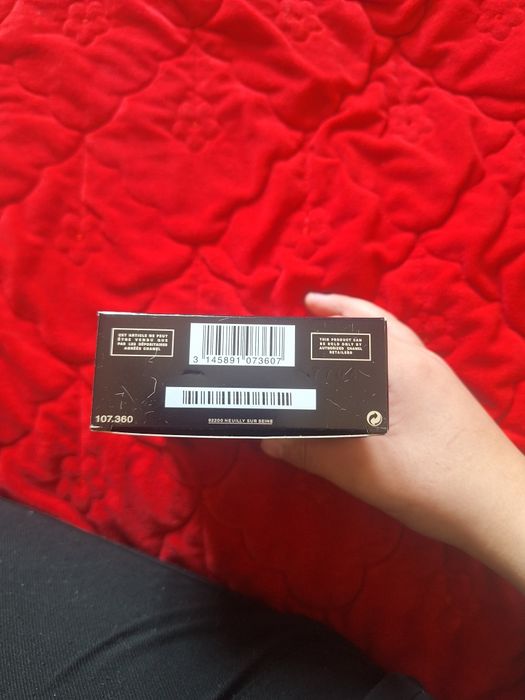 CET ARTICLE NE PEUT
ÊTRE VENDU QUE
PAR LES DÉPOSITAIRES
AGRÉÉS CHANEL
3 145891 073607
THIS PRODUCT CAN
BE SOLD ONLY BY
AUTHORIZED CHANEL
RETAILERS
107.360
92200 NEUILLY SUR SEINE